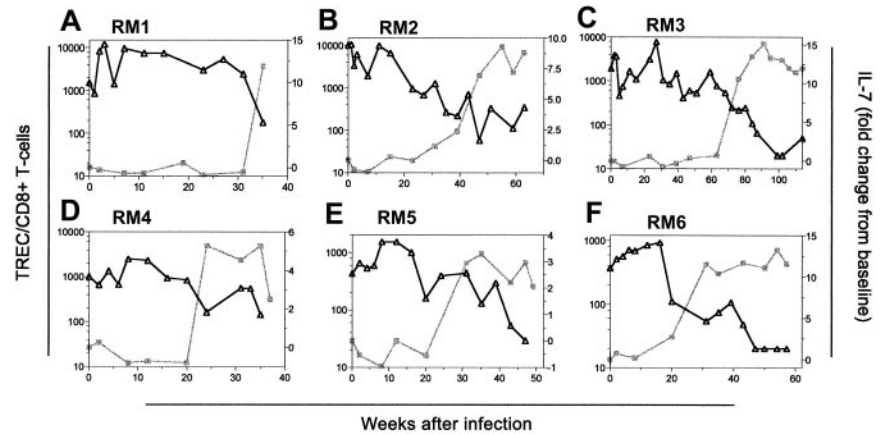 A RM1
B RM2
C RM3
10000 1000 100 10
15 10 5 0
0 10 20 30 40
10000 1000 100 10
10.0 7.5 5.0 2.5 0.0
0 10 20 30 40 50 60 70
10000 1000 100 10
15 10 5 0
0 20 40 60 80 100
TREC/CD8+ T-cells
IL-7 (fold change from baseline)
D RM4
E RM5
F RM6
10000 1000 100 10
6 4 2 0
0 10 20 30 40
1000 100 10
4 3 2 1 0 -1
0 10 20 30 40 50
1000 100 10
15 10 5 0
0 20 40 60
Weeks after infection